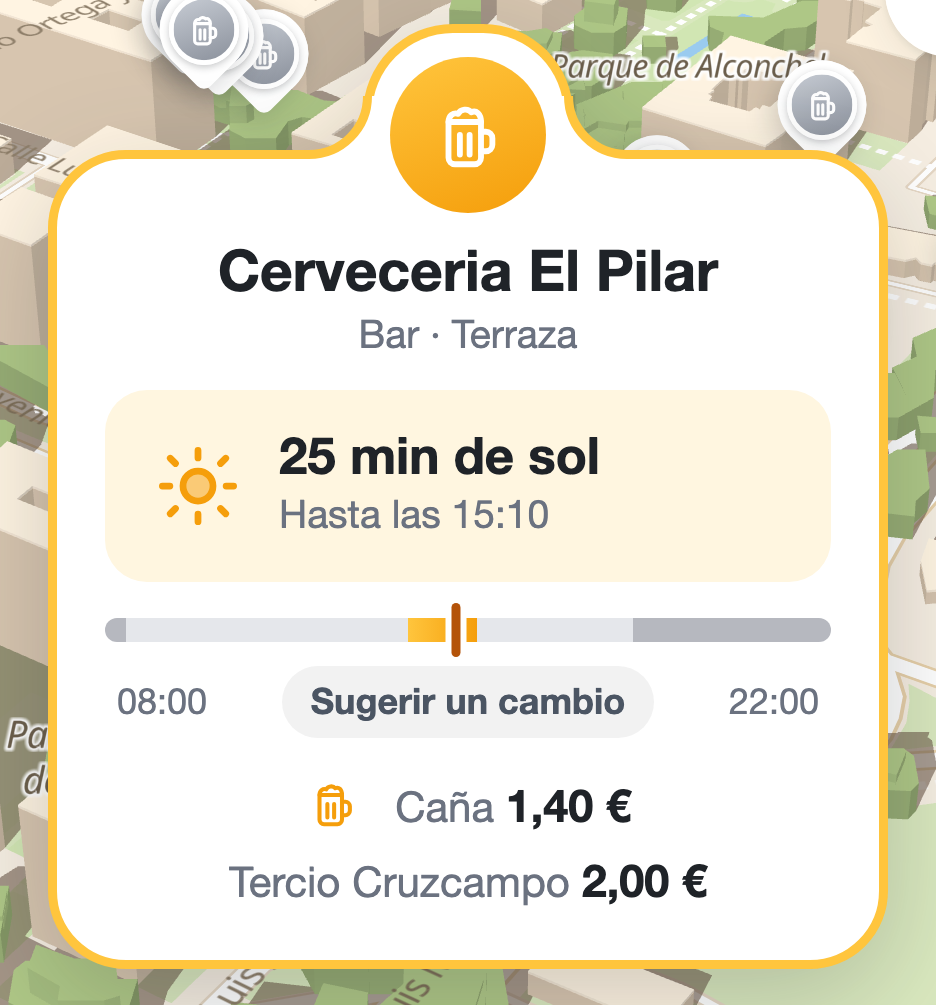 Parque de Alconchel
Cerveceria El Pilar
Bar · Terraza
25 min de sol
Hasta las 15:10
08:00
Sugerir un cambio
22:00
Caña 1,40 €
Tercio Cruzcampo 2,00 €